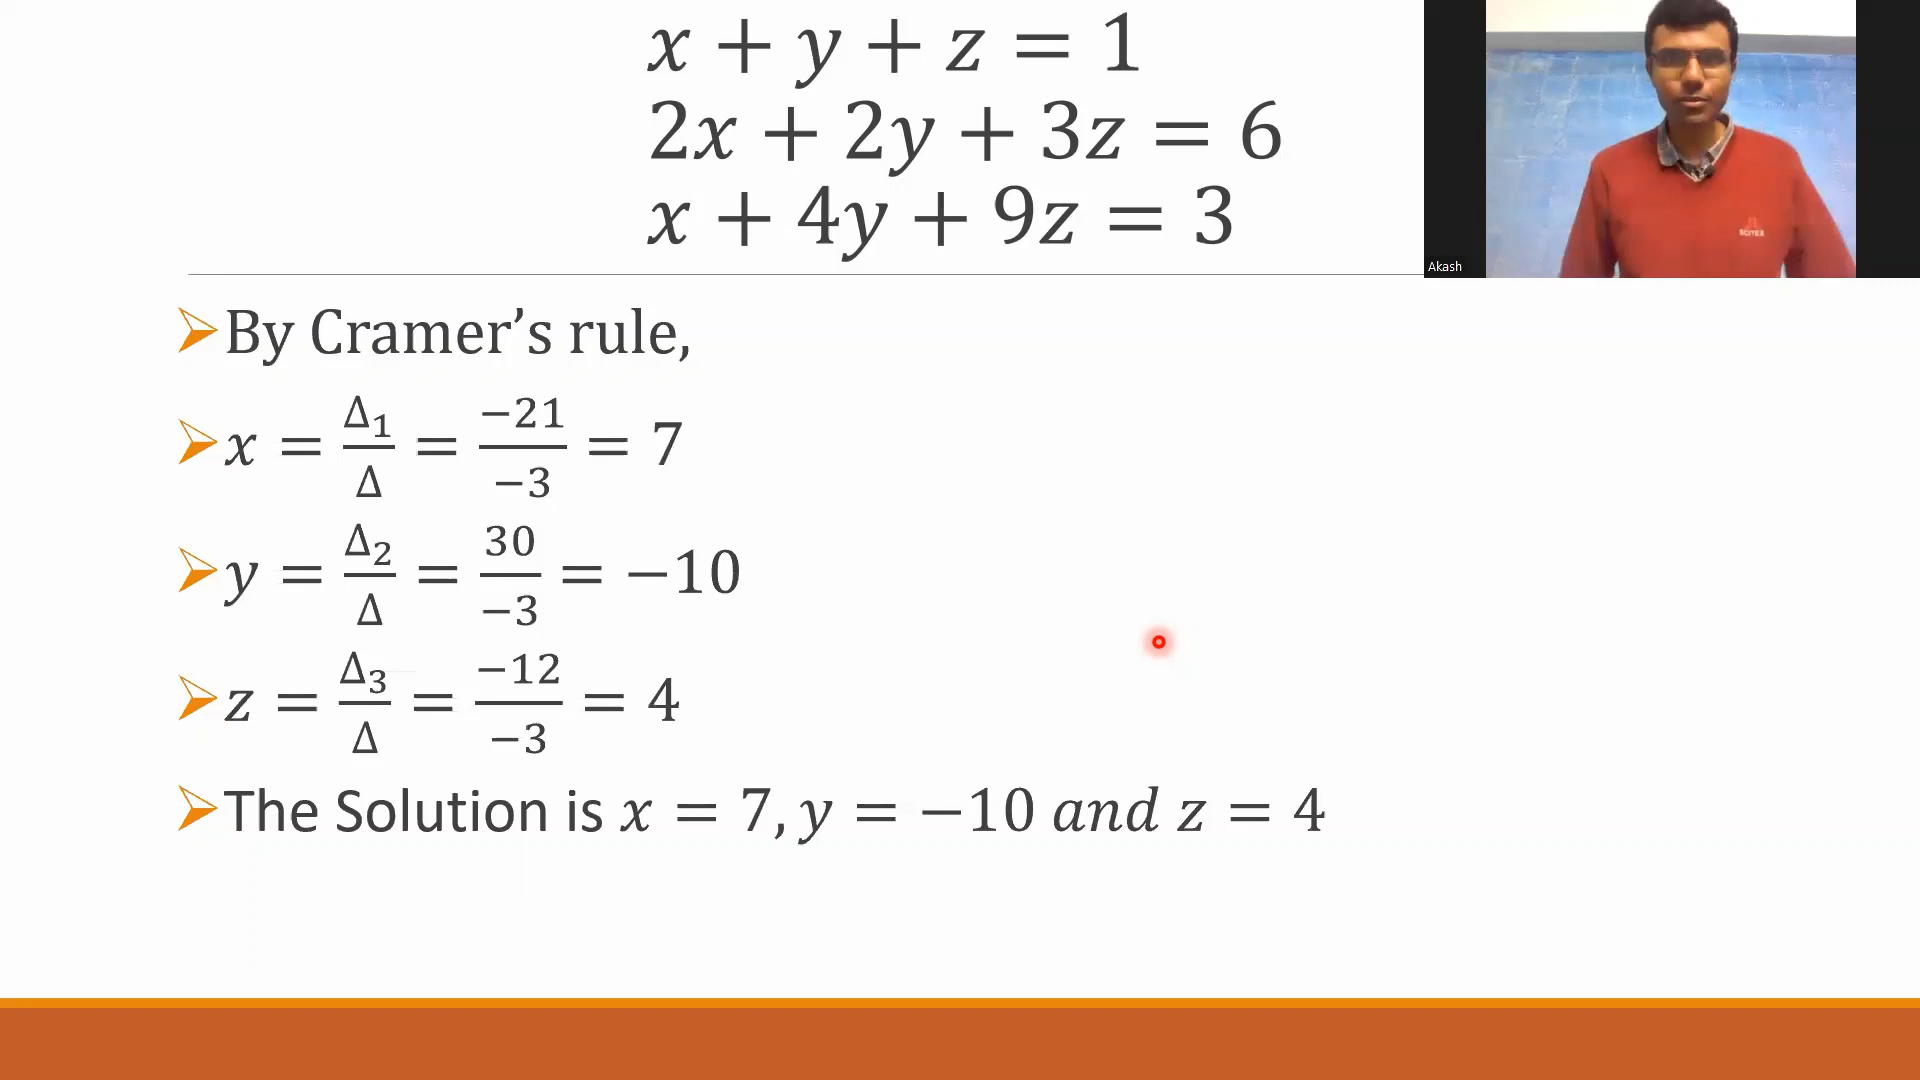 x + y + z = 1
2x + 2y + 3z = 6
x + 4y + 9z = 3
Akash
SCITEX
➢By Cramer’s rule,
➢x = Δ₁/Δ = −21/−3 = 7
➢y = Δ₂/Δ = 30/−3 = −10
➢z = Δ₃/Δ = −12/−3 = 4
➢The Solution is x = 7, y = −10 and z = 4